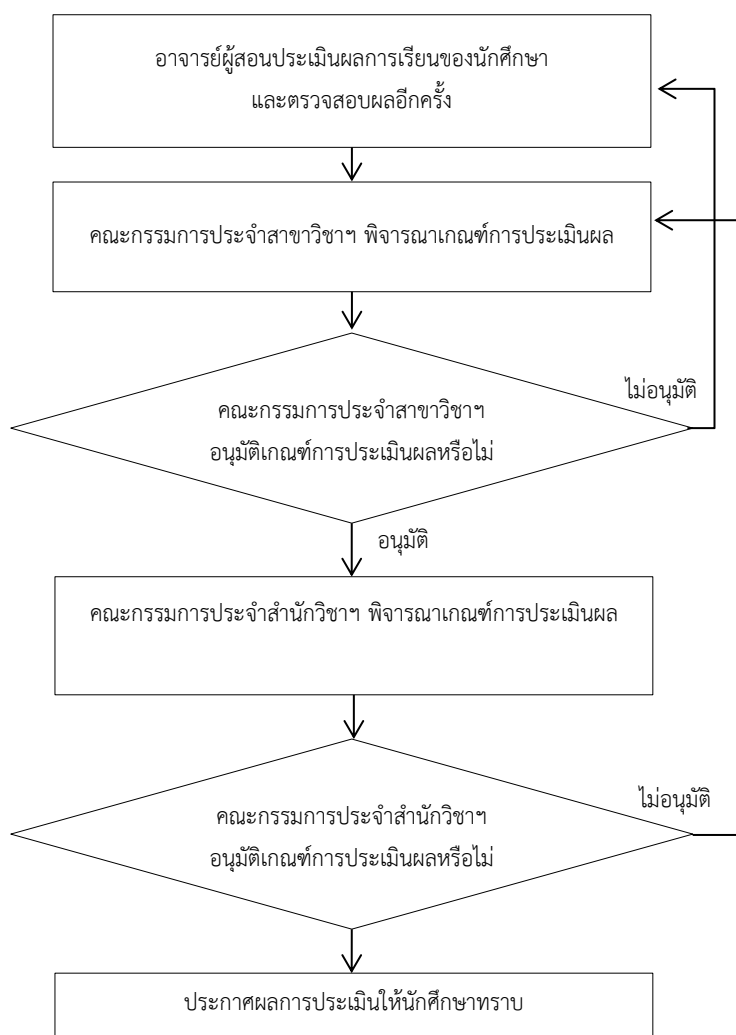 อาจารย์ผู้สอนประเมินผลการเรียนของนักศึกษา
และตรวจสอบผลอีกครั้ง
คณะกรรมการประจำสาขาวิชาฯ พิจารณาเกณฑ์การประเมินผล
ไม่อนุมัติ
คณะกรรมการประจำสาขาวิชาฯ
อนุมัติเกณฑ์การประเมินผลหรือไม่
อนุมัติ
คณะกรรมการประจำสำนักวิชาฯ พิจารณาเกณฑ์การประเมินผล
ไม่อนุมัติ
คณะกรรมการประจำสำนักวิชาฯ
อนุมัติเกณฑ์การประเมินผลหรือไม่
ประกาศผลการประเมินให้นักศึกษาทราบ